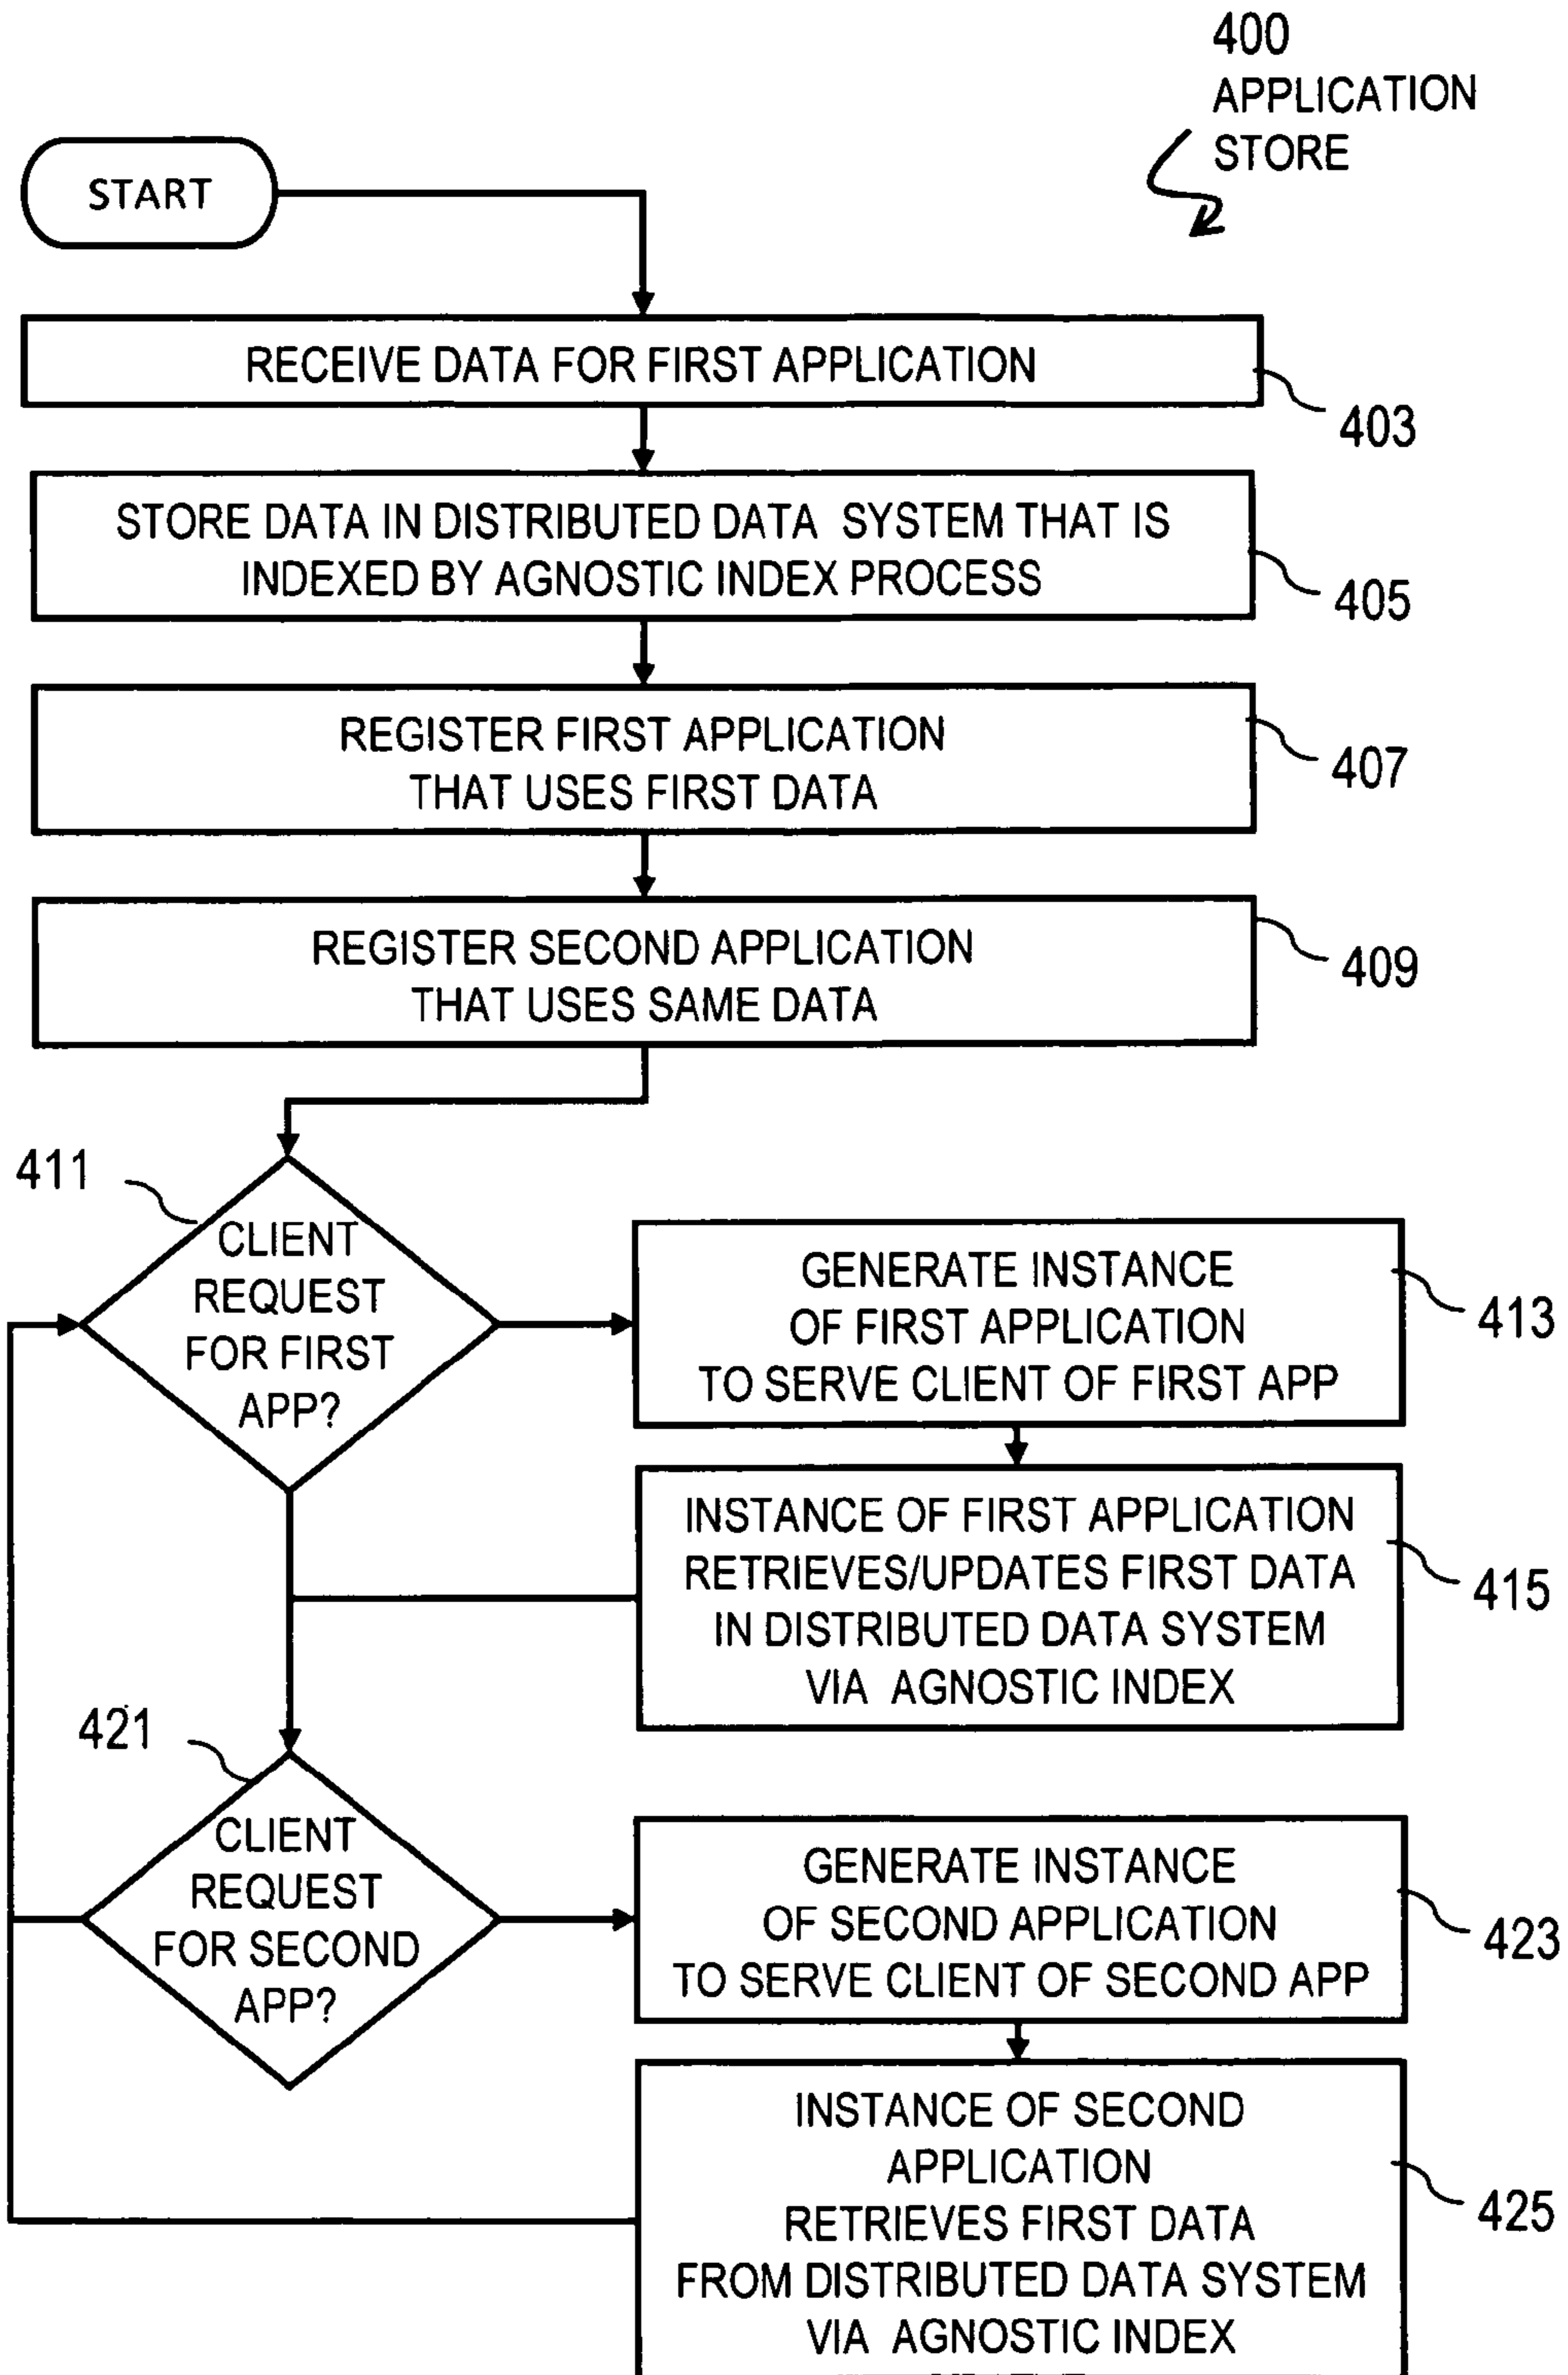 400
APPLICATION
STORE
START
RECEIVE DATA FOR FIRST APPLICATION
403
STORE DATA IN DISTRIBUTED DATA SYSTEM THAT IS
INDEXED BY AGNOSTIC INDEX PROCESS
405
REGISTER FIRST APPLICATION
THAT USES FIRST DATA
407
REGISTER SECOND APPLICATION
THAT USES SAME DATA
409
411
CLIENT
REQUEST
FOR FIRST
APP?
GENERATE INSTANCE
OF FIRST APPLICATION
TO SERVE CLIENT OF FIRST APP
413
INSTANCE OF FIRST APPLICATION
RETRIEVES/UPDATES FIRST DATA
IN DISTRIBUTED DATA SYSTEM
VIA AGNOSTIC INDEX
415
421
CLIENT
REQUEST
FOR SECOND
APP?
GENERATE INSTANCE
OF SECOND APPLICATION
TO SERVE CLIENT OF SECOND APP
423
INSTANCE OF SECOND
APPLICATION
RETRIEVES FIRST DATA
FROM DISTRIBUTED DATA SYSTEM
VIA AGNOSTIC INDEX
425